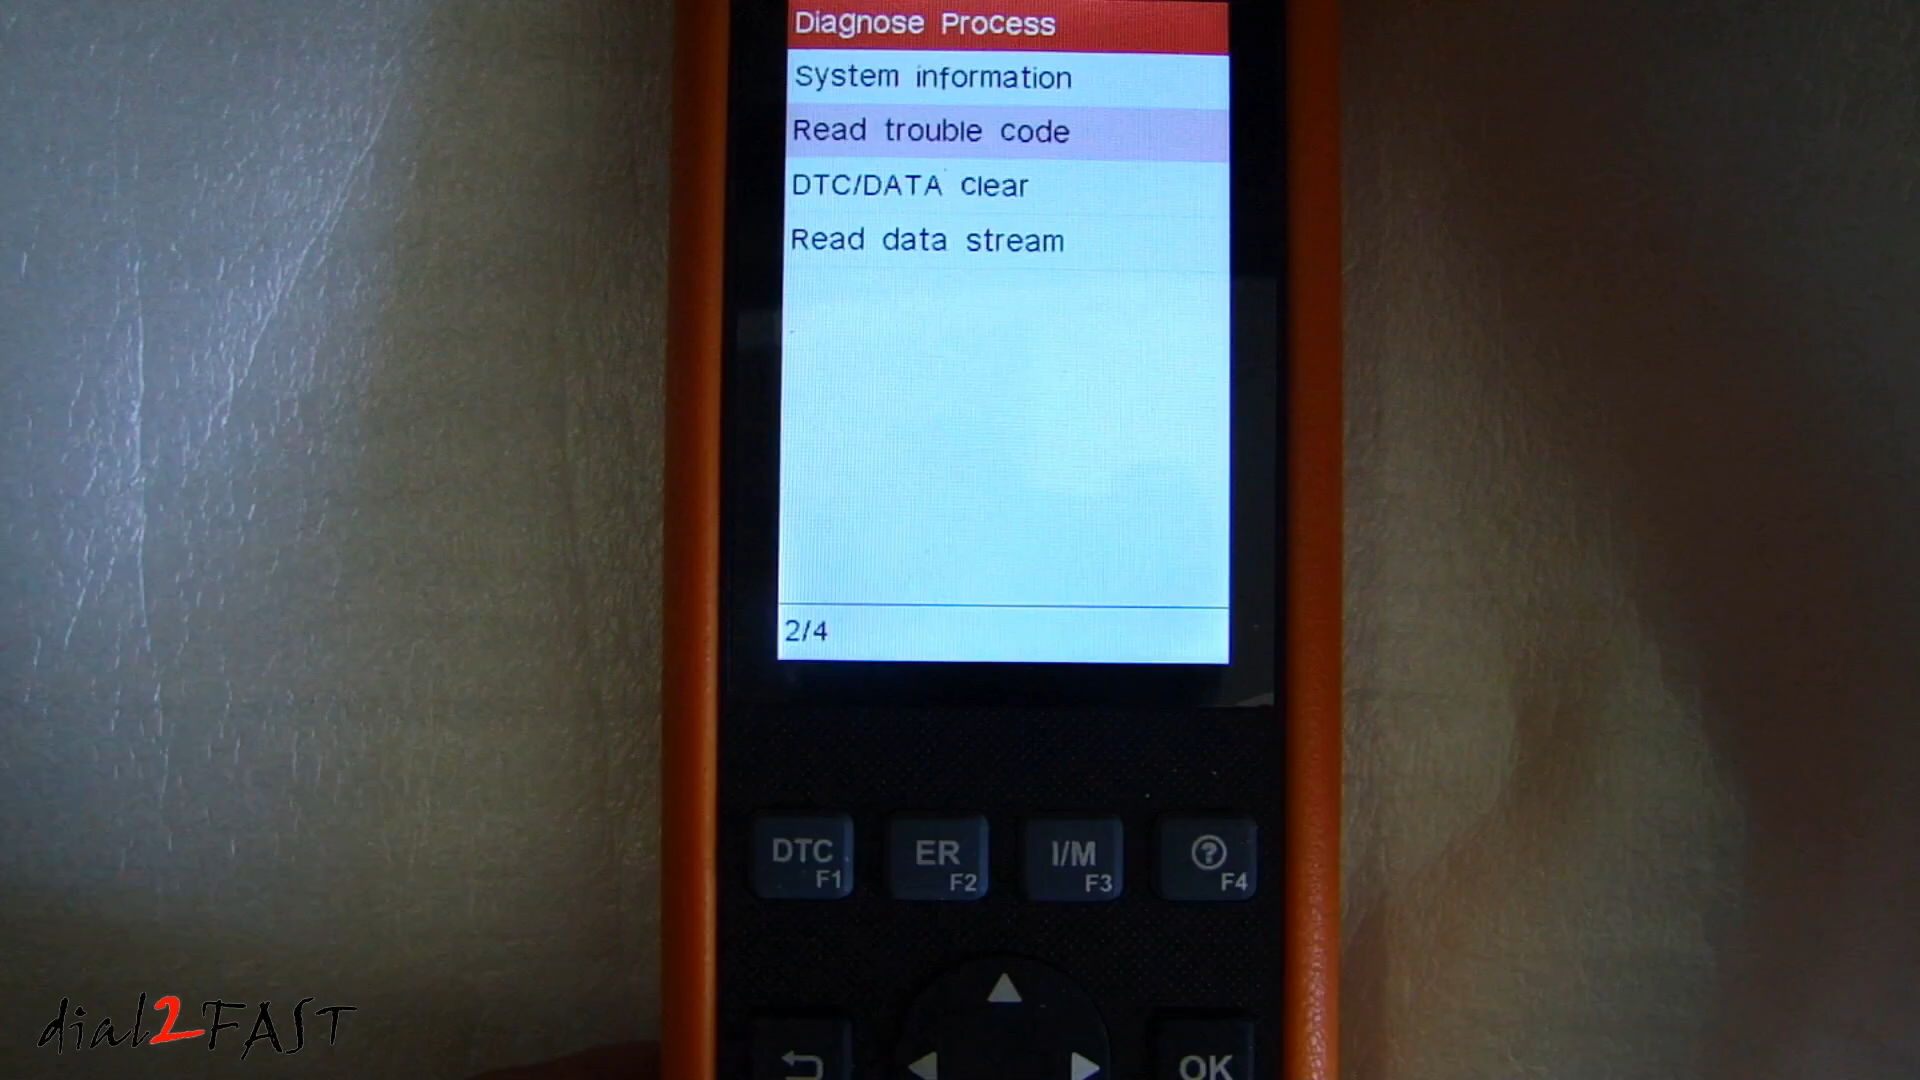 Diagnose Process
System information
Read trouble code
DTC/DATA clear
Read data stream
2/4
DTC F1
ER F2
I/M F3
? F4
OK
dial2FAST